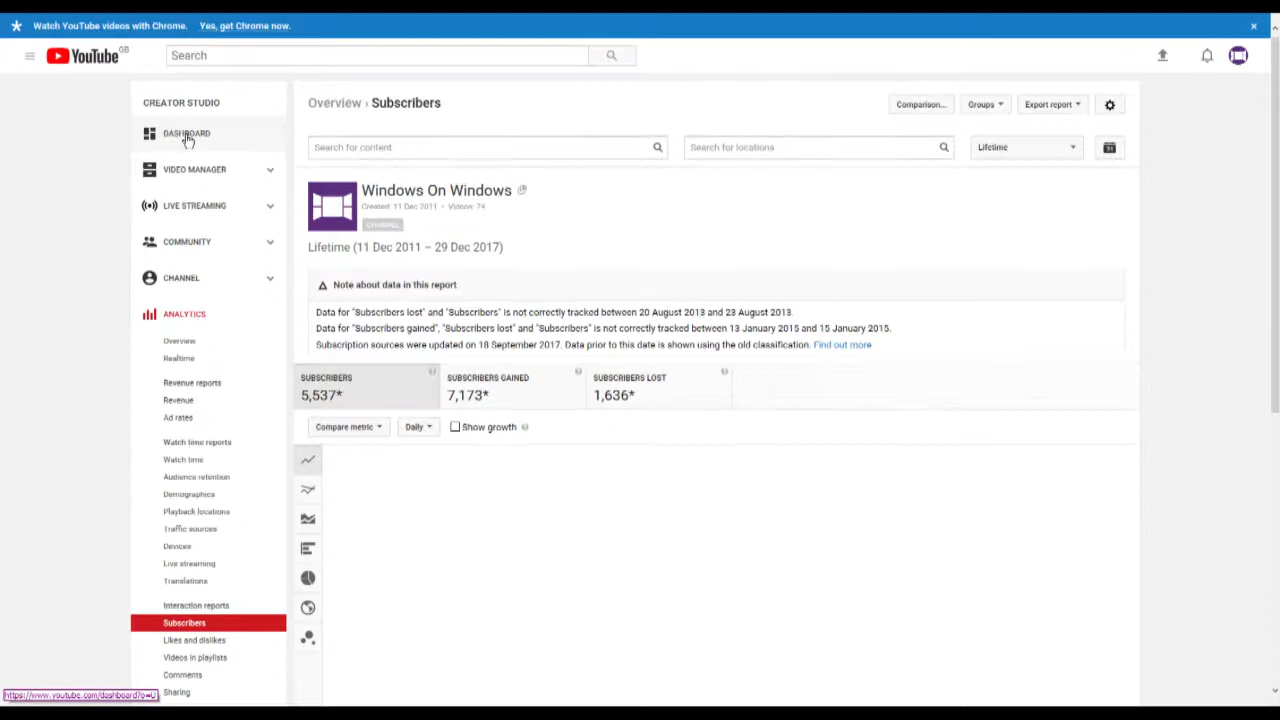 Watch YouTube videos with Chrome. Yes, get Chrome now.
YouTube GB
Search
CREATOR STUDIO
DASHBOARD
VIDEO MANAGER
LIVE STREAMING
COMMUNITY
CHANNEL
ANALYTICS
Overview
Realtime
Revenue reports
Revenue
Ad rates
Watch time reports
Watch time
Audience retention
Demographics
Playback locations
Traffic sources
Devices
Live streaming
Translations
Interaction reports
Subscribers
Likes and dislikes
Videos in playlists
Comments
Sharing
Overview › Subscribers
Comparison... Groups Export report
Search for content Search for locations Lifetime
Windows On Windows
Created: 11 Dec 2011 • Videos: 74
CHANNEL
Lifetime (11 Dec 2011 – 29 Dec 2017)
Note about data in this report
Data for "Subscribers lost" and "Subscribers" is not correctly tracked between 20 August 2013 and 23 August 2013.
Data for "Subscribers gained", "Subscribers lost" and "Subscribers" is not correctly tracked between 13 January 2015 and 15 January 2015.
Subscription sources were updated on 18 September 2017. Data prior to this date is shown using the old classification. Find out more
SUBSCRIBERS SUBSCRIBERS GAINED SUBSCRIBERS LOST
5,537* 7,173* 1,636*
Compare metric Daily Show growth
https://www.youtube.com/dashboard?o=U